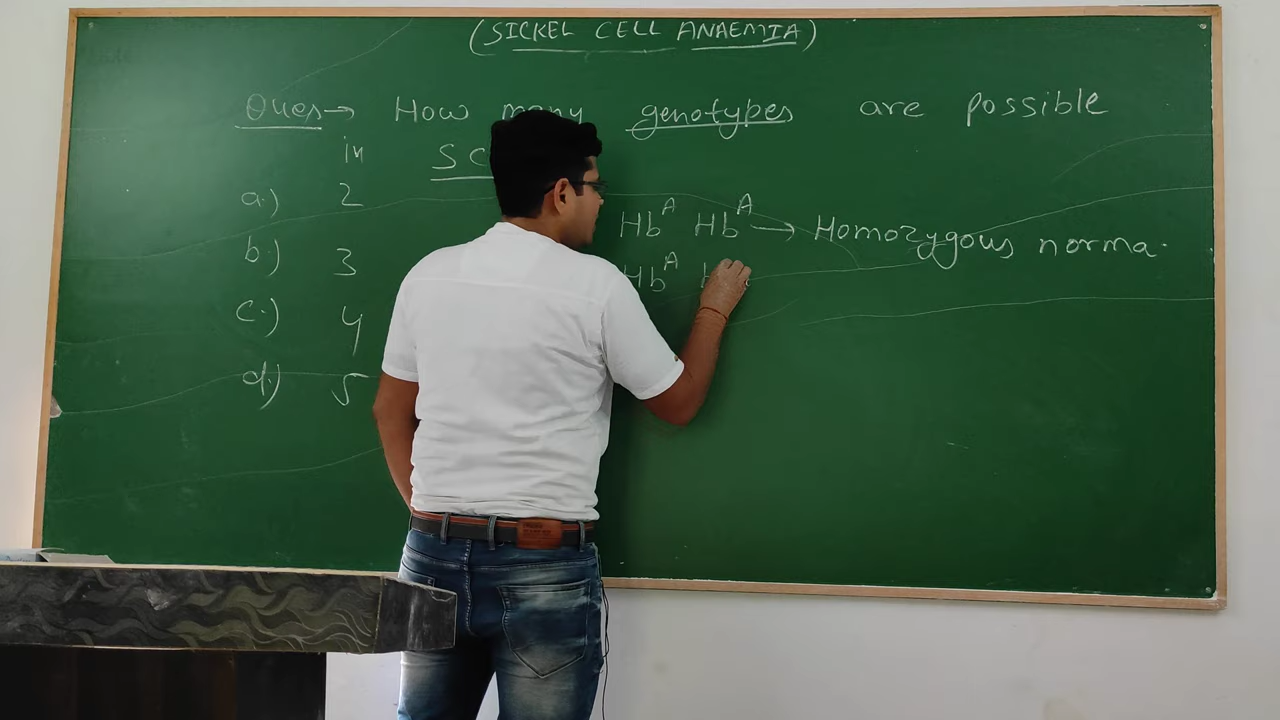 (SICKEL CELL ANAEMIA)
Ques→ How many genotypes are possible
in SC
a.) 2
b.) 3
c.) 4
d.) 5
Hb^A Hb^A → Homozygous norma
Hb^A